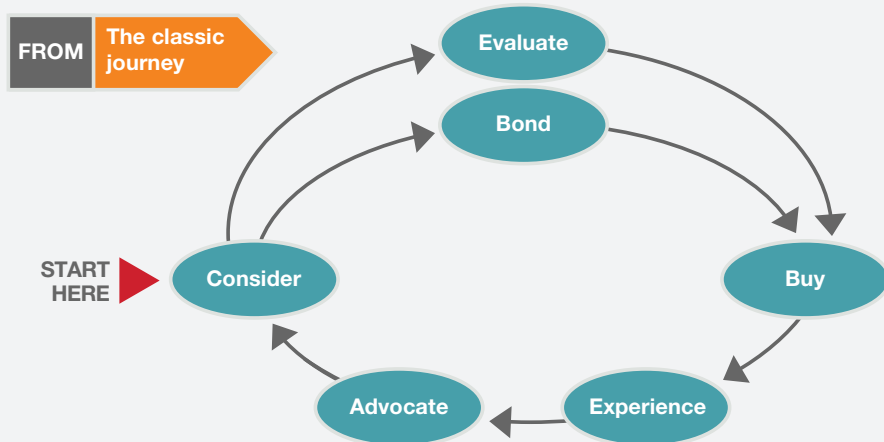 FROM
The classic
journey
Evaluate
Bond
START
HERE
Consider
Buy
Advocate
Experience